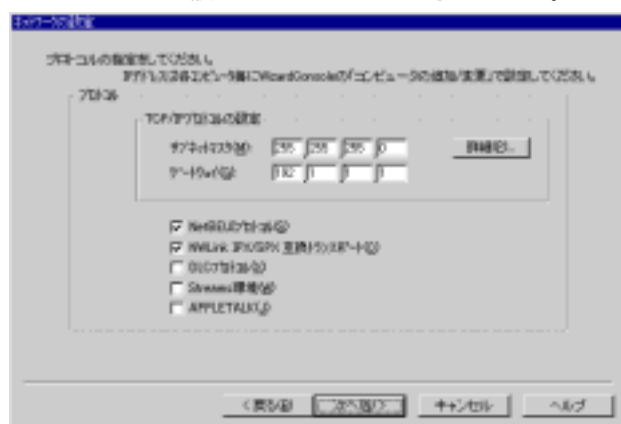 ネットワークの設定
プロトコルの指定をしてください。
IPアドレスは各コンピュータ毎にWizardConsoleの「コンピュータの追加/変更」で設定してください。
プロトコル
TCP/IPプロトコルの設定
サブネットマスク(M): 255 255 255 0 詳細(E)...
ゲートウェイ(G): 192 1 1 1
NetBEUIプロトコル(S)
NWLink IPX/SPX 互換トランスポート(L)
DLCプロトコル(D)
Streams環境(W)
APPLETALK(J)
< 戻る(B) 次へ(N) > キャンセル ヘルプ